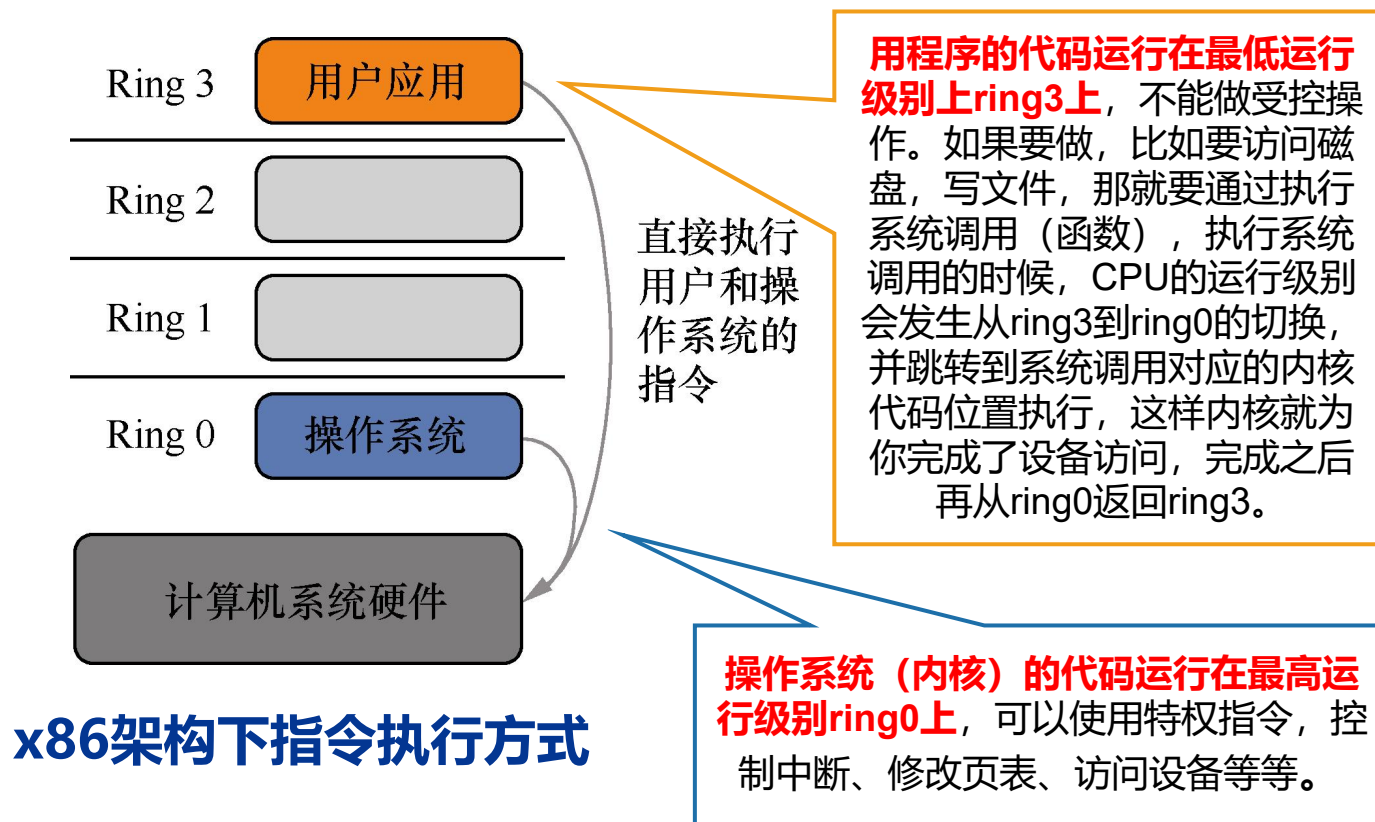 Ring 3
用户应用
Ring 2
Ring 1
Ring 0
操作系统
计算机系统硬件
直接执行
用户和操
作系统的
指令
x86架构下指令执行方式
用程序的代码运行在最低运行
级别上ring3上，不能做受控操
作。如果要做，比如要访问磁
盘，写文件，那就要通过执行
系统调用（函数），执行系统
调用的时候，CPU的运行级别
会发生从ring3到ring0的切换，
并跳转到系统调用对应的内核
代码位置执行，这样内核就为
你完成了设备访问，完成之后
再从ring0返回ring3。
操作系统（内核）的代码运行在最高运
行级别ring0上，可以使用特权指令，控
制中断、修改页表、访问设备等等。